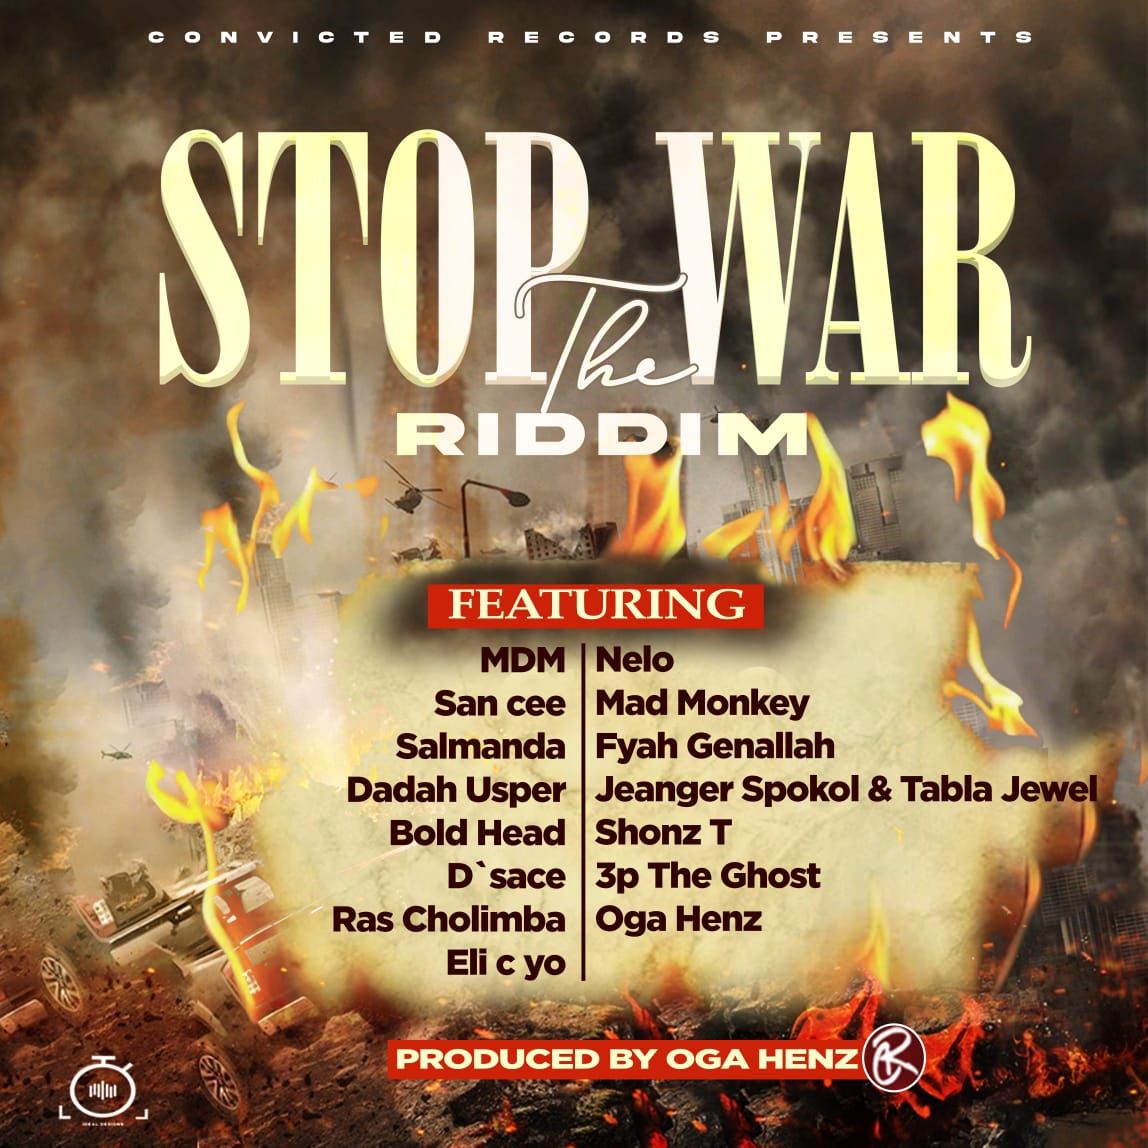 CONVICTED RECORDS PRESENTS
STOP The WAR
RIDDIM
FEATURING
MDM
San cee
Salmanda
Dadah Usper
Bold Head
D`sace
Ras Cholimba
Eli c yo
Nelo
Mad Monkey
Fyah Genallah
Jeanger Spokol & Tabla Jewel
Shonz T
3p The Ghost
Oga Henz
PRODUCED BY OGA HENZ
IDEAL DESIGNS